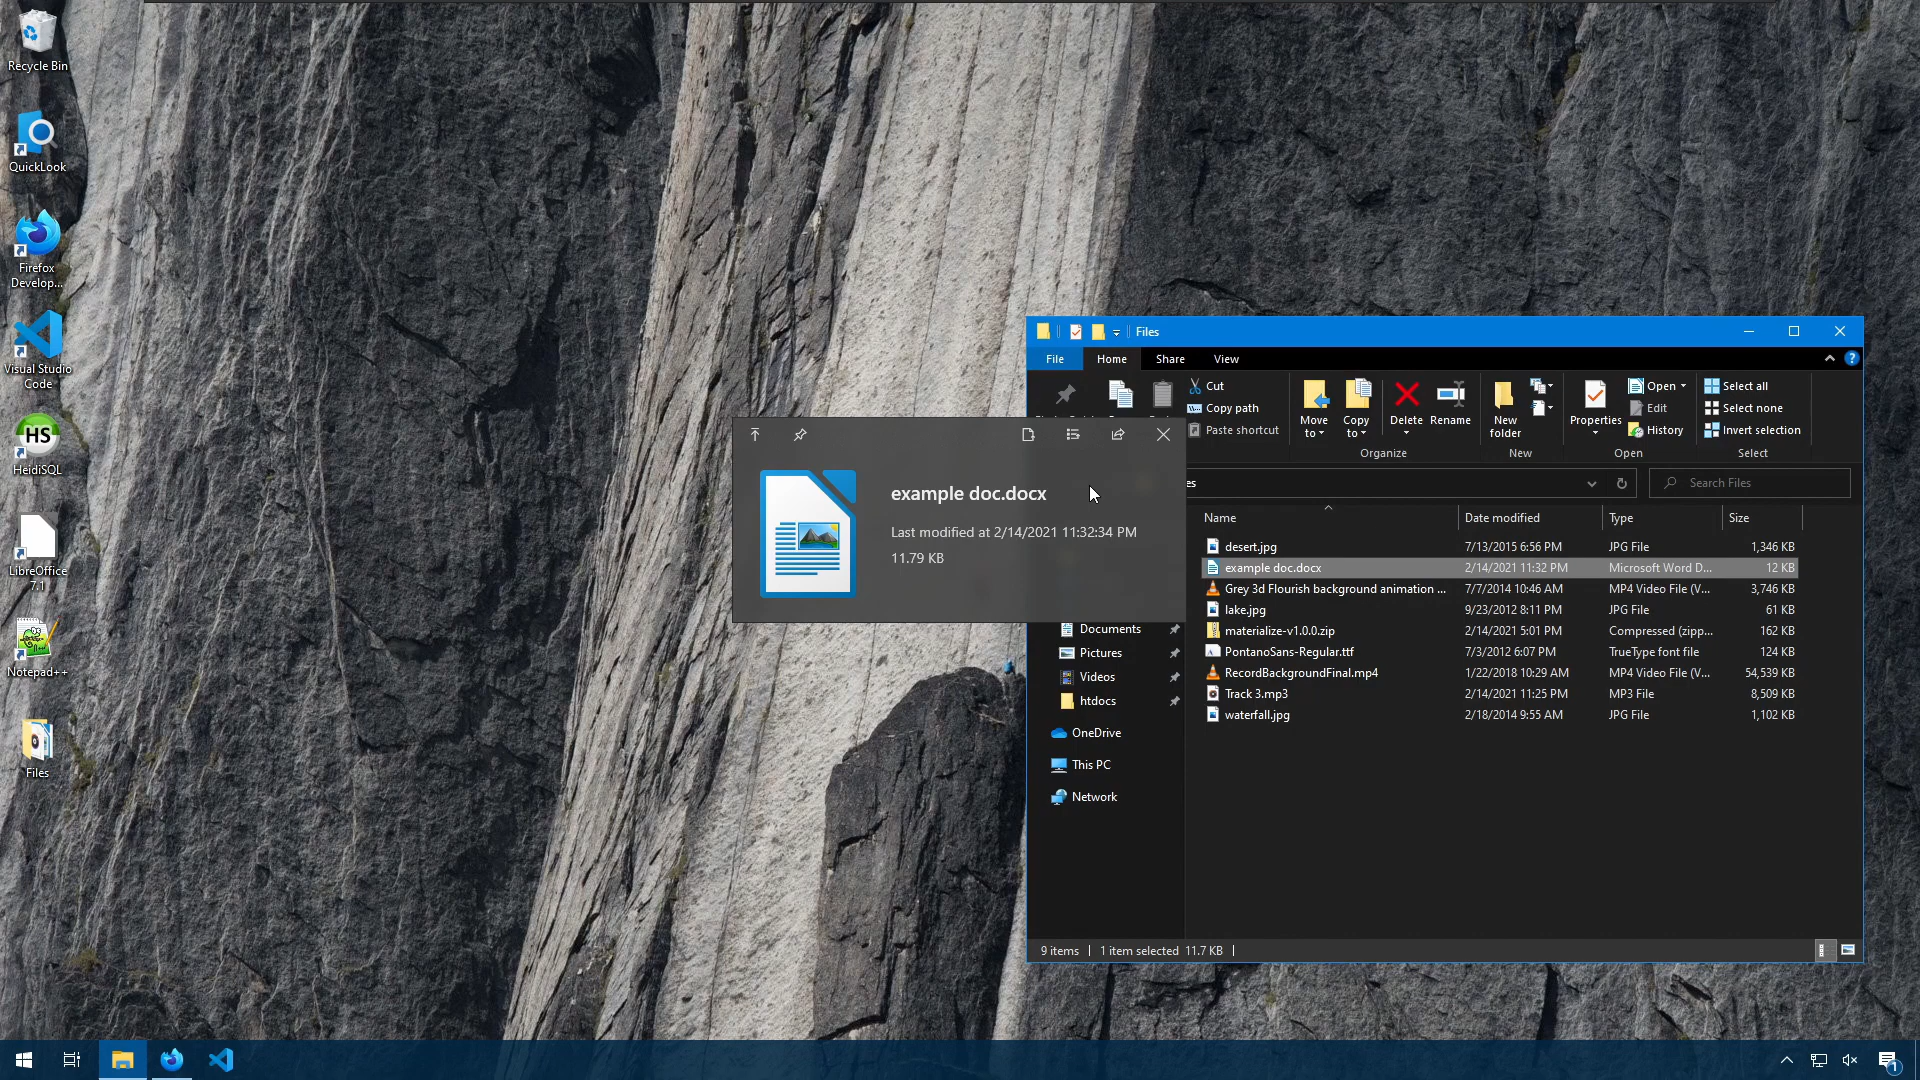 Recycle Bin
QuickLook
Firefox
Develop...
Visual Studio
Code
HS
HeidiSQL
LibreOffice
7.1
Notepad++
Files
Files
File
Home
Share
View
Cut
Copy path
Paste shortcut
Move
to
Copy
to
Delete
Rename
Organize
New
folder
New
Properties
Open
Edit
History
Open
Select all
Select none
Invert selection
Select
example doc.docx
Last modified at 2/14/2021 11:32:34 PM
11.79 KB
es
Search Files
Name Date modified Type Size
desert.jpg 7/13/2015 6:56 PM JPG File 1,346 KB
example doc.docx 2/14/2021 11:32 PM Microsoft Word D... 12 KB
Grey 3d Flourish background animation ... 7/7/2014 10:46 AM MP4 Video File (V... 3,746 KB
lake.jpg 9/23/2012 8:11 PM JPG File 61 KB
materialize-v1.0.0.zip 2/14/2021 5:01 PM Compressed (zipp... 162 KB
PontanoSans-Regular.ttf 7/3/2012 6:07 PM TrueType font file 124 KB
RecordBackgroundFinal.mp4 1/22/2018 10:29 AM MP4 Video File (V... 54,539 KB
Track 3.mp3 2/14/2021 11:25 PM MP3 File 8,509 KB
waterfall.jpg 2/18/2014 9:55 AM JPG File 1,102 KB
Documents
Pictures
Videos
htdocs
OneDrive
This PC
Network
9 items 1 item selected 11.7 KB
1